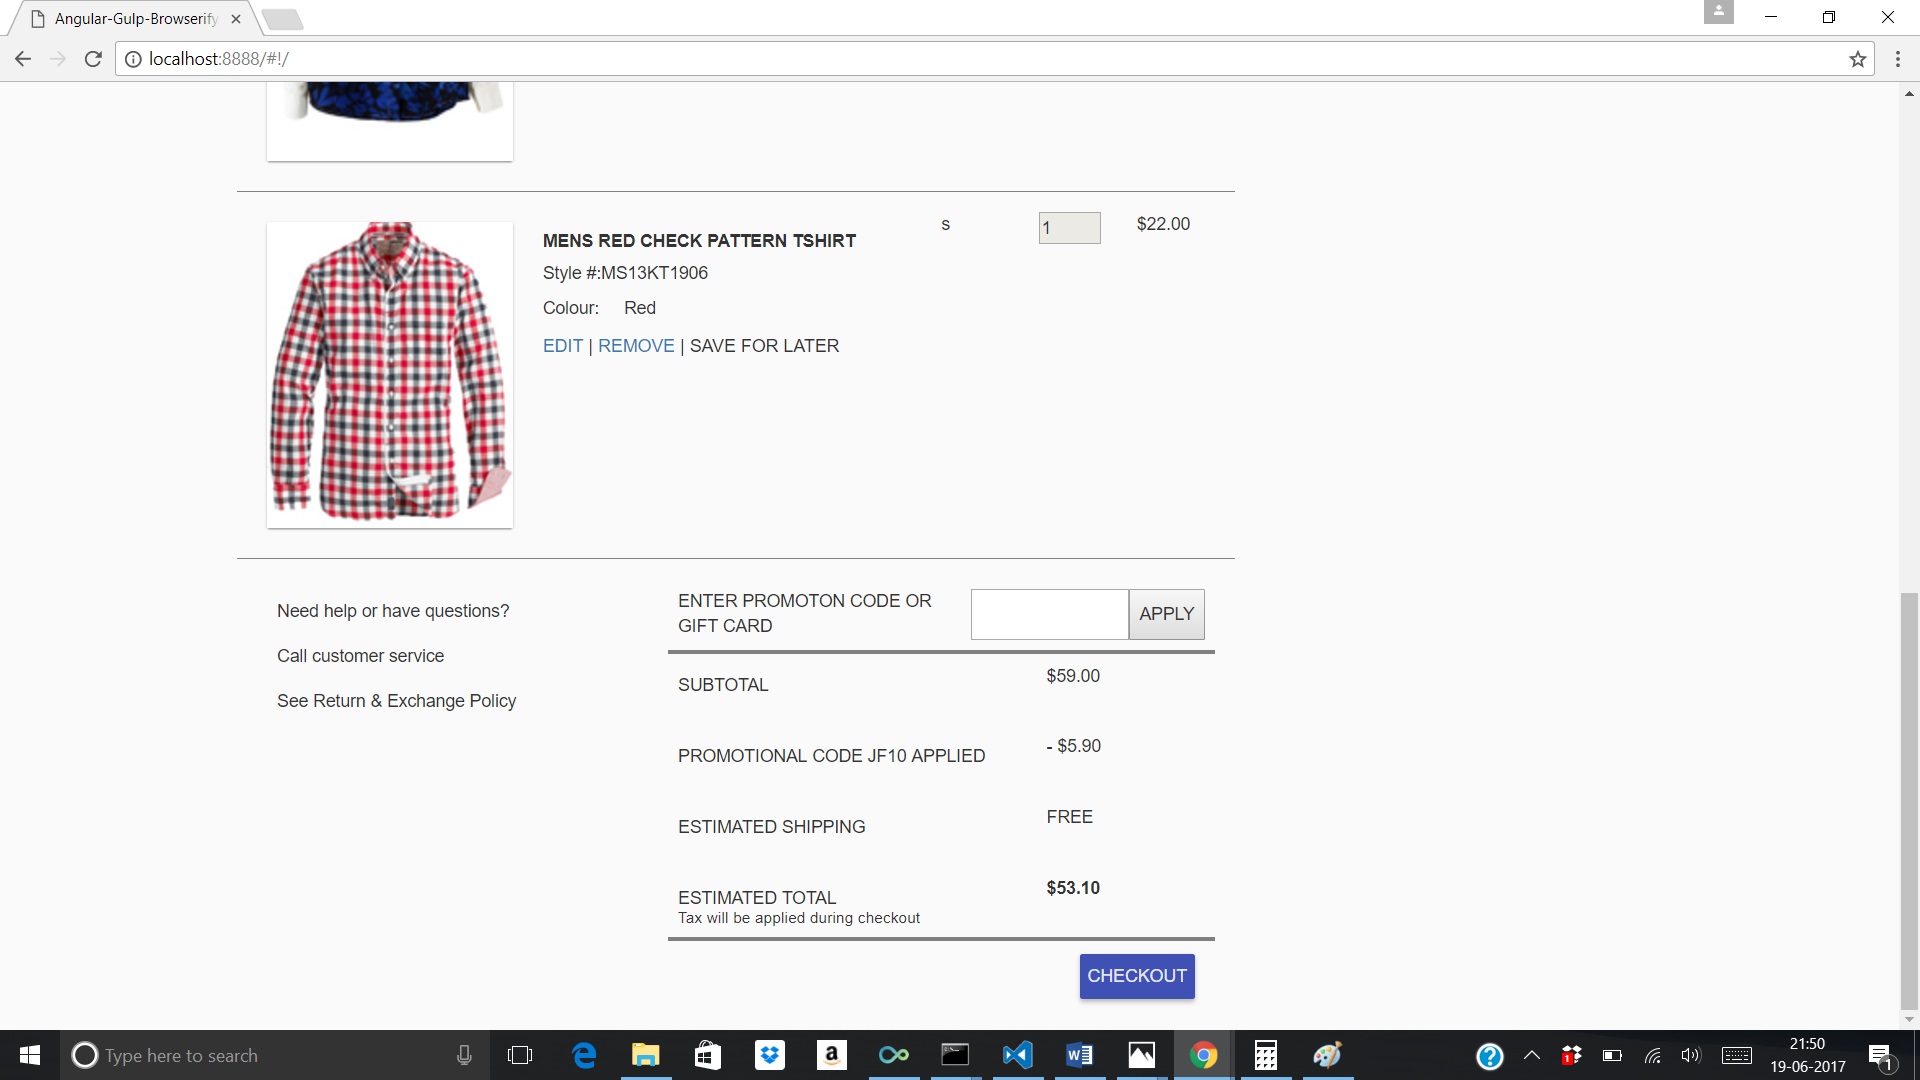 Angular-Gulp-Browserify
localhost:8888/#!/
MENS RED CHECK PATTERN TSHIRT
s
1
$22.00
Style #:MS13KT1906
Colour: Red
EDIT | REMOVE | SAVE FOR LATER
Need help or have questions?
Call customer service
See Return & Exchange Policy
ENTER PROMOTON CODE OR
GIFT CARD
APPLY
SUBTOTAL
$59.00
PROMOTIONAL CODE JF10 APPLIED
- $5.90
ESTIMATED SHIPPING
FREE
ESTIMATED TOTAL
$53.10
Tax will be applied during checkout
CHECKOUT
Type here to search
21:50
19-06-2017
1
1